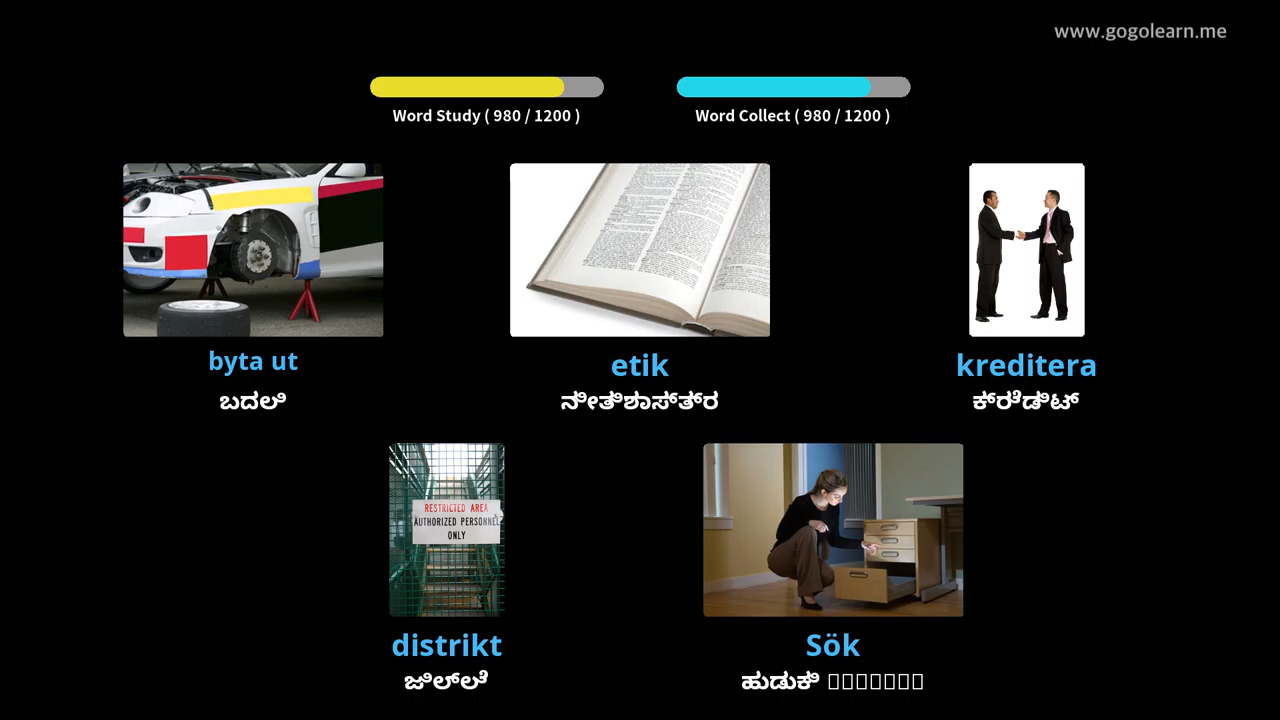 www.gogolearn.me
Word Study ( 980 / 1200 )
Word Collect ( 980 / 1200 )
byta ut
etik
kreditera
ಬದಲಿ
ನೀತಿಶಾಸ್ತ್ರ
ಕ್ರೆಡಿಟ್
RESTRICTED AREA
AUTHORIZED PERSONNEL
ONLY
distrikt
Sök
ಜಿಲ್ಲೆ
ಹುಡುಕಿ